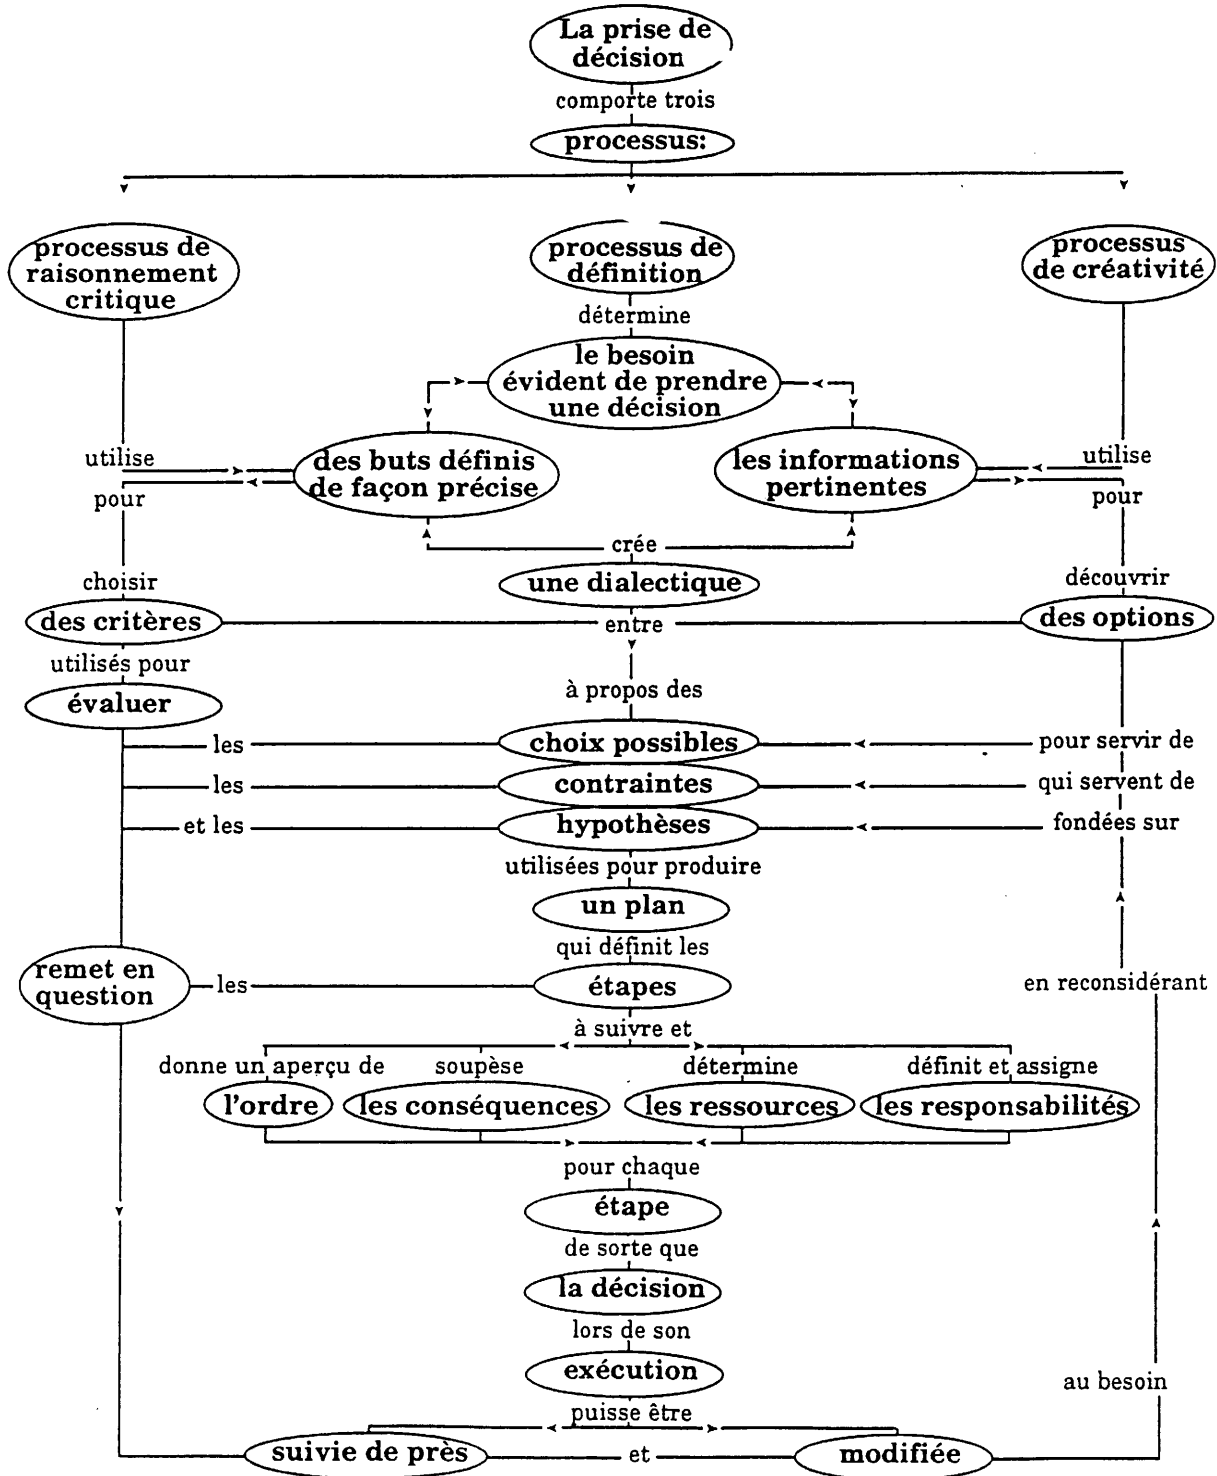 La prise de
décision
comporte trois
processus:
processus de
raisonnement
critique
processus de
définition
processus
de créativité
détermine
le besoin
évident de prendre
une décision
utilise
pour
des buts définis
de façon précise
les informations
pertinentes
utilise
pour
crée
choisir
une dialectique
découvrir
des critères
entre
des options
utilisés pour
évaluer
à propos des
les
choix possibles
pour servir de
les
contraintes
qui servent de
et les
hypothèses
fondées sur
utilisées pour produire
un plan
qui définit les
remet en
question
les
étapes
en reconsidérant
à suivre et
donne un aperçu de
soupèse
détermine
définit et assigne
l'ordre
les conséquences
les ressources
les responsabilités
pour chaque
étape
de sorte que
la décision
lors de son
exécution
au besoin
puisse être
suivie de près
et
modifiée